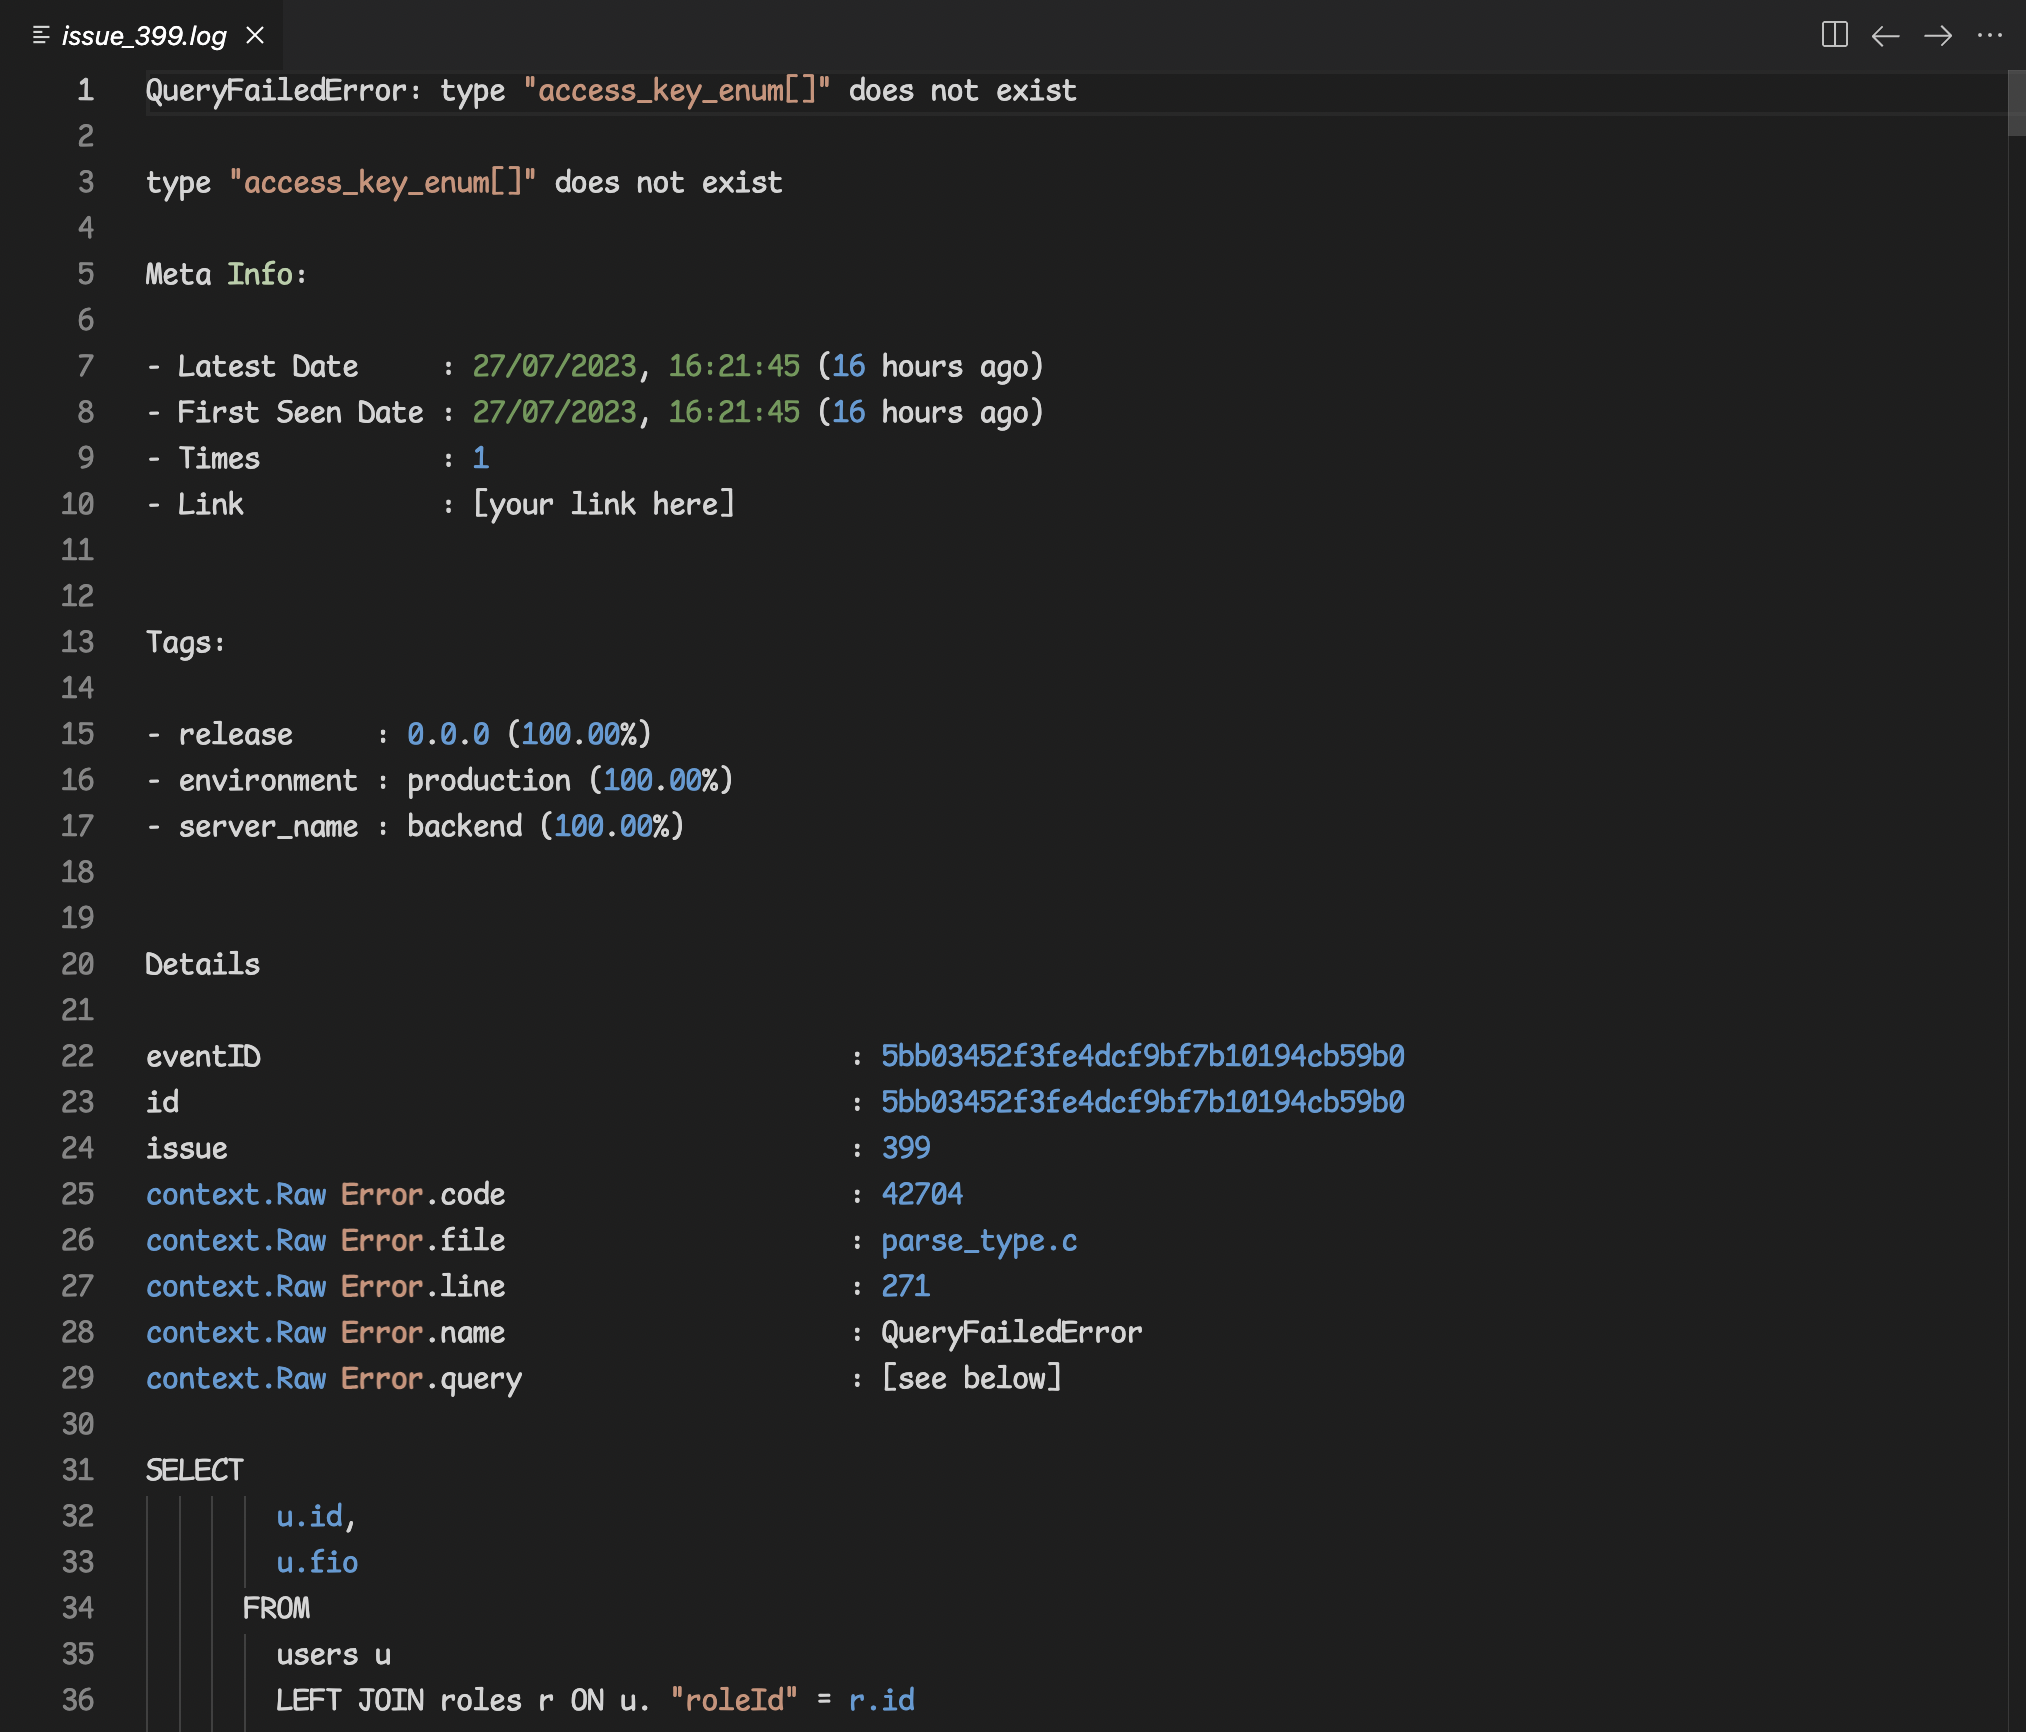 issue_399.log
1 QueryFailedError: type "access_key_enum[]" does not exist
2
3 type "access_key_enum[]" does not exist
4
5 Meta Info:
6
7 - Latest Date     : 27/07/2023, 16:21:45 (16 hours ago)
8 - First Seen Date : 27/07/2023, 16:21:45 (16 hours ago)
9 - Times           : 1
10 - Link            : [your link here]
11
12
13 Tags:
14
15 - release     : 0.0.0 (100.00%)
16 - environment : production (100.00%)
17 - server_name : backend (100.00%)
18
19
20 Details
21
22 eventID                                    : 5bb03452f3fe4dcf9bf7b10194cb59b0
23 id                                         : 5bb03452f3fe4dcf9bf7b10194cb59b0
24 issue                                      : 399
25 context.Raw Error.code                     : 42704
26 context.Raw Error.file                     : parse_type.c
27 context.Raw Error.line                     : 271
28 context.Raw Error.name                     : QueryFailedError
29 context.Raw Error.query                    : [see below]
30
31 SELECT
32         u.id,
33         u.fio
34       FROM
35         users u
36         LEFT JOIN roles r ON u. "roleId" = r.id